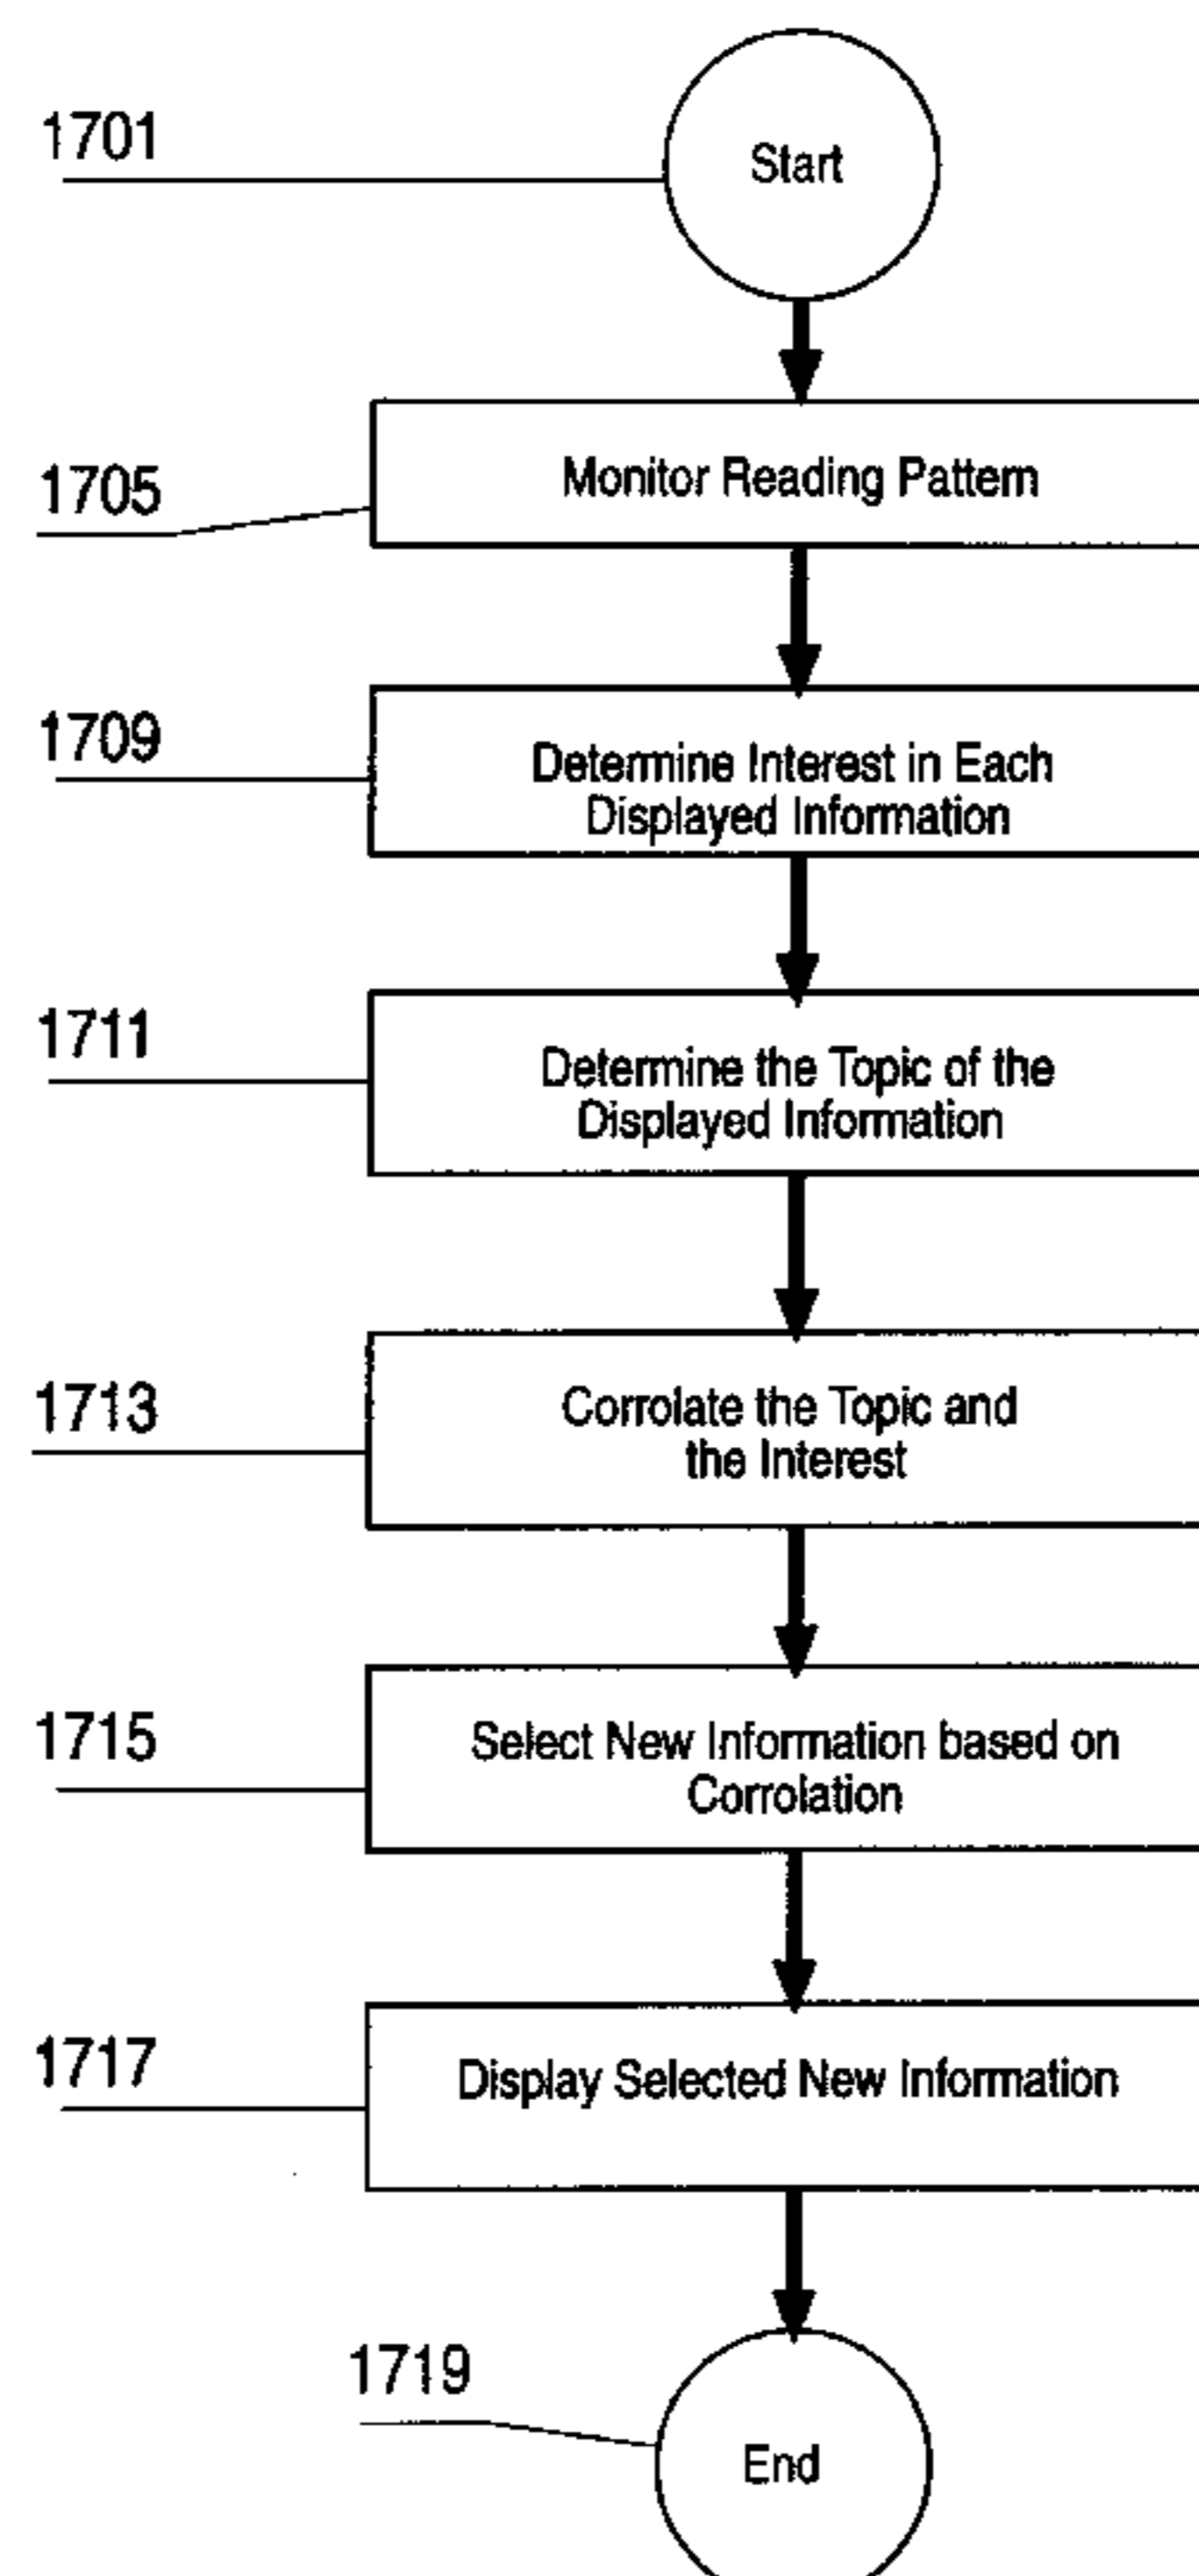 1701
Start
1705
Monitor Reading Pattern
1709
Determine Interest in Each
Displayed Information
1711
Determine the Topic of the
Displayed Information
1713
Corrolate the Topic and
the Interest
1715
Select New Information based on
Corrolation
1717
Display Selected New Information
1719
End